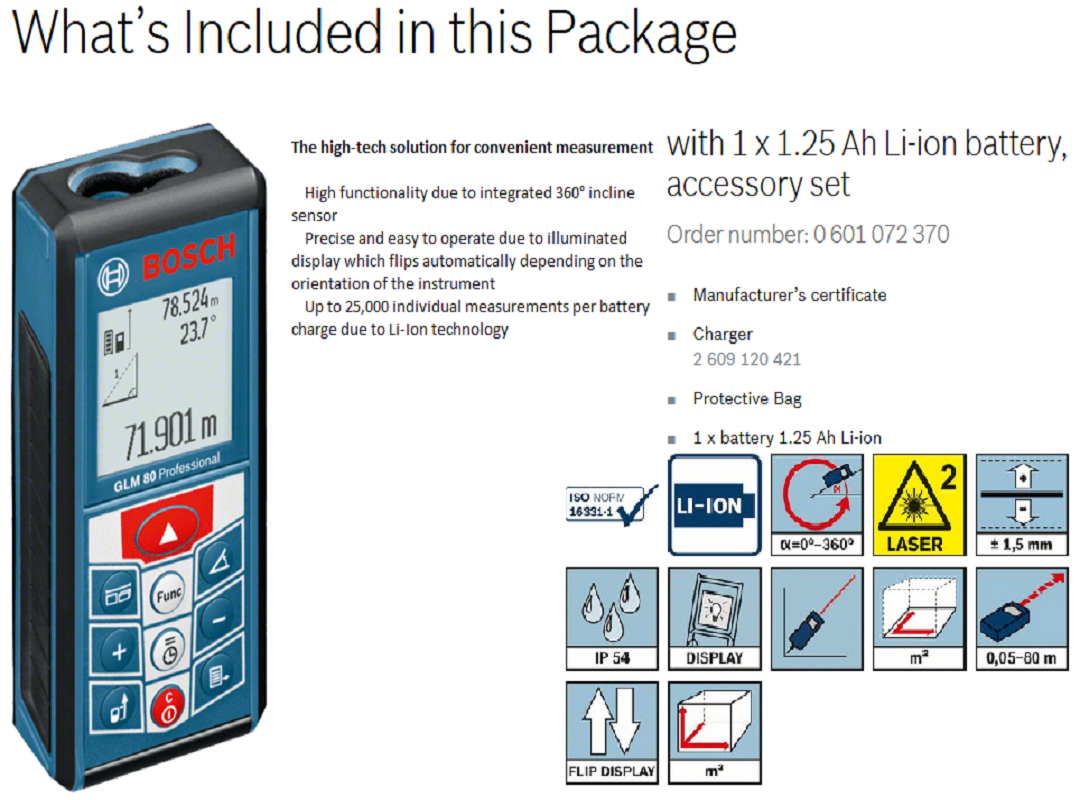 What's Included in this Package
The high-tech solution for convenient measurement
High functionality due to integrated 360° incline
sensor
Precise and easy to operate due to illuminated
display which flips automatically depending on the
orientation of the instrument
Up to 25,000 individual measurements per battery
charge due to Li-Ion technology
with 1 x 1.25 Ah Li-ion battery,
accessory set
Order number: 0 601 072 370
Manufacturer's certificate
Charger
2 609 120 421
Protective Bag
1 x battery 1.25 Ah Li-ion
BOSCH
78.524 m
23.7°
1
71.901 m
GLM 80 Professional
Func
C
ISO NORM
16331-1
LI-ION
α=0°-360°
2
LASER
± 1,5 mm
IP 54
DISPLAY
m²
0,05-80 m
FLIP DISPLAY
m³